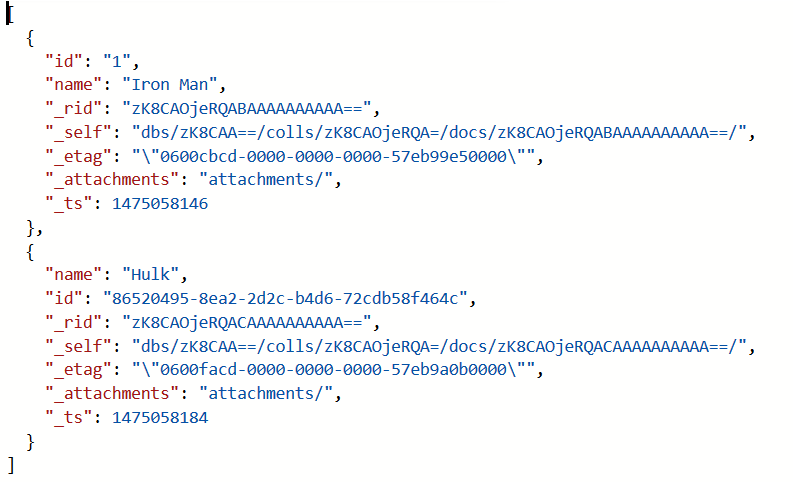 [
  {
    "id": "1",
    "name": "Iron Man",
    "_rid": "zK8CAOjeRQABAAAAAAAAAA==",
    "_self": "dbs/zK8CAA==/colls/zK8CAOjeRQA=/docs/zK8CAOjeRQABAAAAAAAAAA==/",
    "_etag": "\"0600cbcd-0000-0000-0000-57eb99e50000\"",
    "_attachments": "attachments/",
    "_ts": 1475058146
  },
  {
    "name": "Hulk",
    "id": "86520495-8ea2-2d2c-b4d6-72cdb58f464c",
    "_rid": "zK8CAOjeRQACAAAAAAAAAA==",
    "_self": "dbs/zK8CAA==/colls/zK8CAOjeRQA=/docs/zK8CAOjeRQACAAAAAAAAAA==/",
    "_etag": "\"0600facd-0000-0000-0000-57eb9a0b0000\"",
    "_attachments": "attachments/",
    "_ts": 1475058184
  }
]